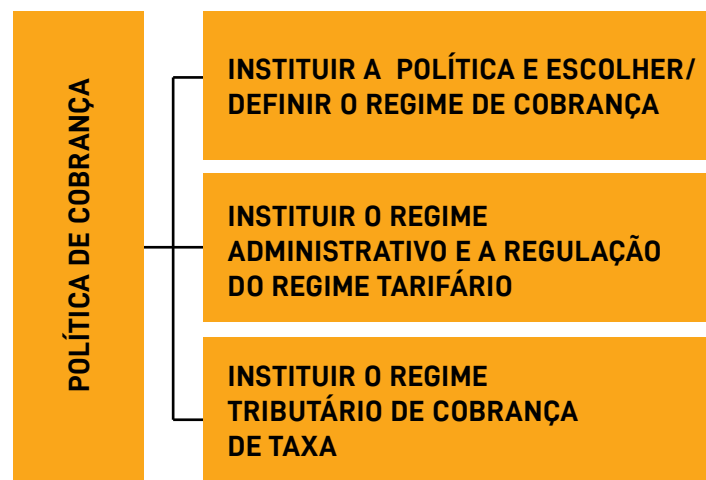 POLÍTICA DE COBRANÇA
INSTITUIR A POLÍTICA E ESCOLHER/
DEFINIR O REGIME DE COBRANÇA
INSTITUIR O REGIME
ADMINISTRATIVO E A REGULAÇÃO
DO REGIME TARIFÁRIO
INSTITUIR O REGIME
TRIBUTÁRIO DE COBRANÇA
DE TAXA